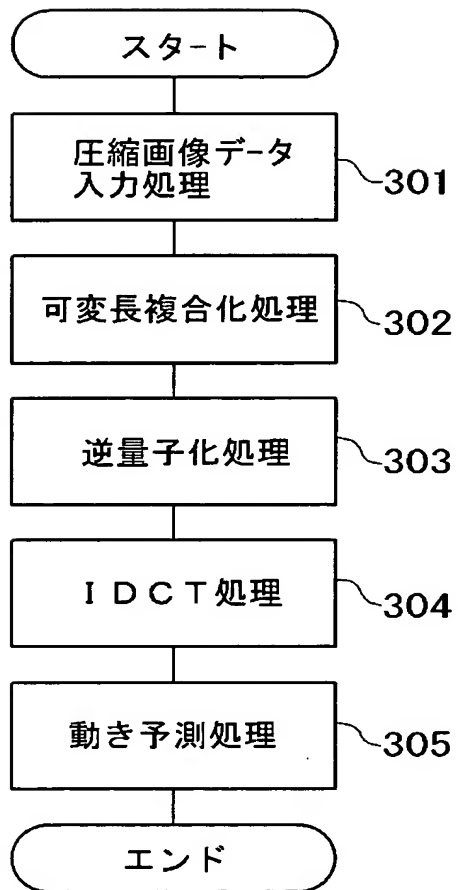 スタート
圧縮画像データ
入力処理
301
可変長複合化処理
302
逆量子化処理
303
ＩＤＣＴ処理
304
動き予測処理
305
エンド